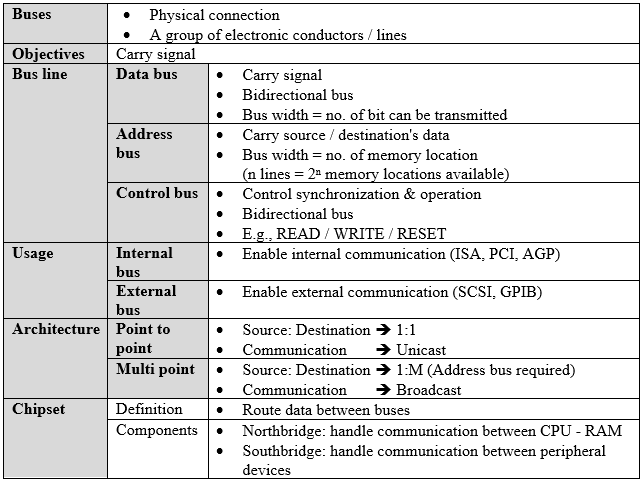 Buses
• Physical connection
• A group of electronic conductors / lines
Objectives Carry signal
Bus line Data bus • Carry signal
• Bidirectional bus
• Bus width = no. of bit can be transmitted
Address • Carry source / destination's data
bus • Bus width = no. of memory location
(n lines = 2ⁿ memory locations available)
Control bus • Control synchronization & operation
• Bidirectional bus
• E.g., READ / WRITE / RESET
Usage Internal • Enable internal communication (ISA, PCI, AGP)
bus
External • Enable external communication (SCSI, GPIB)
bus
Architecture Point to • Source: Destination ➔ 1:1
point • Communication ➔ Unicast
Multi point • Source: Destination ➔ 1:M (Address bus required)
• Communication ➔ Broadcast
Chipset Definition • Route data between buses
Components • Northbridge: handle communication between CPU - RAM
• Southbridge: handle communication between peripheral
devices